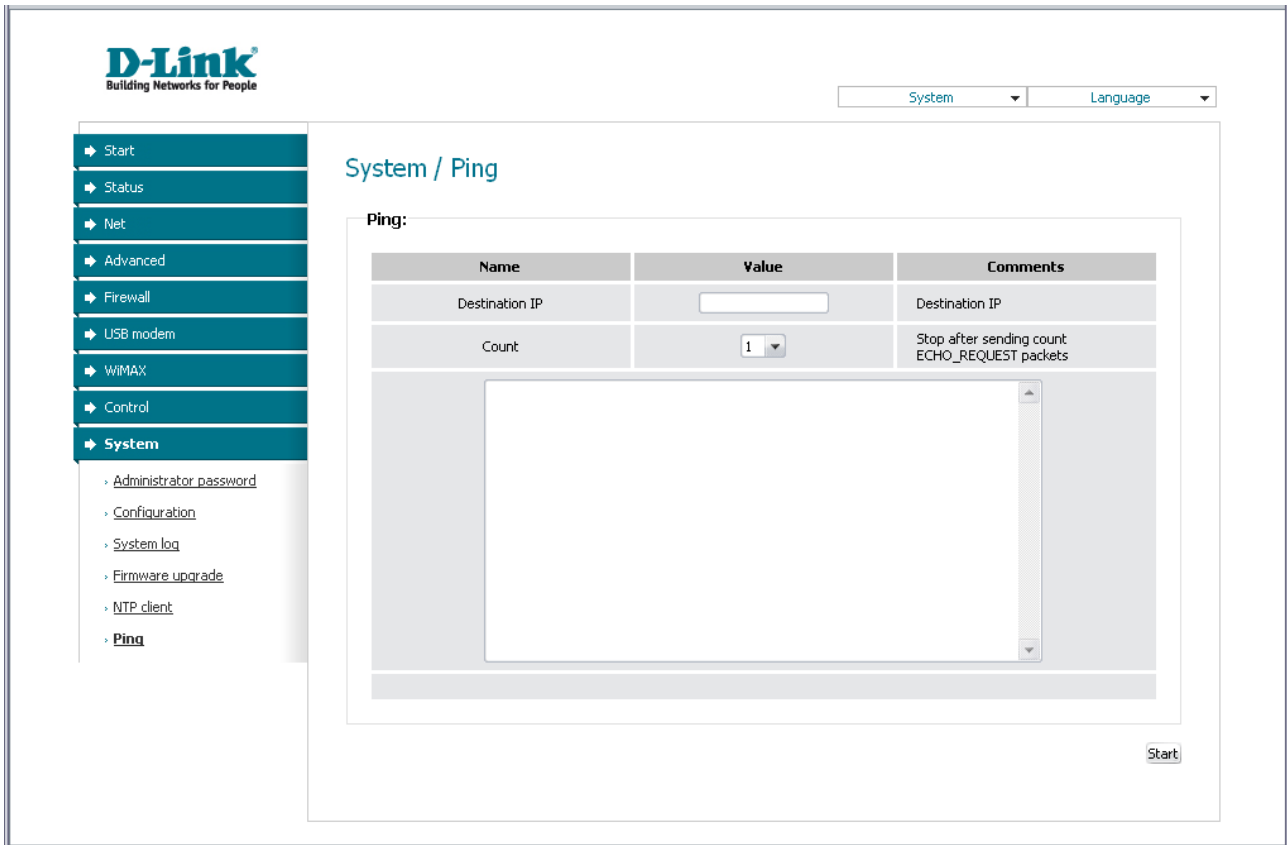 D-Link®
Building Networks for People
System
Language
Start
Status
Net
Advanced
Firewall
USB modem
WiMAX
Control
System
Administrator password
Configuration
System log
Firmware upgrade
NTP client
Ping
System / Ping
Ping:
Name Value Comments
Destination IP Destination IP
Count 1 Stop after sending count
ECHO_REQUEST packets
Start